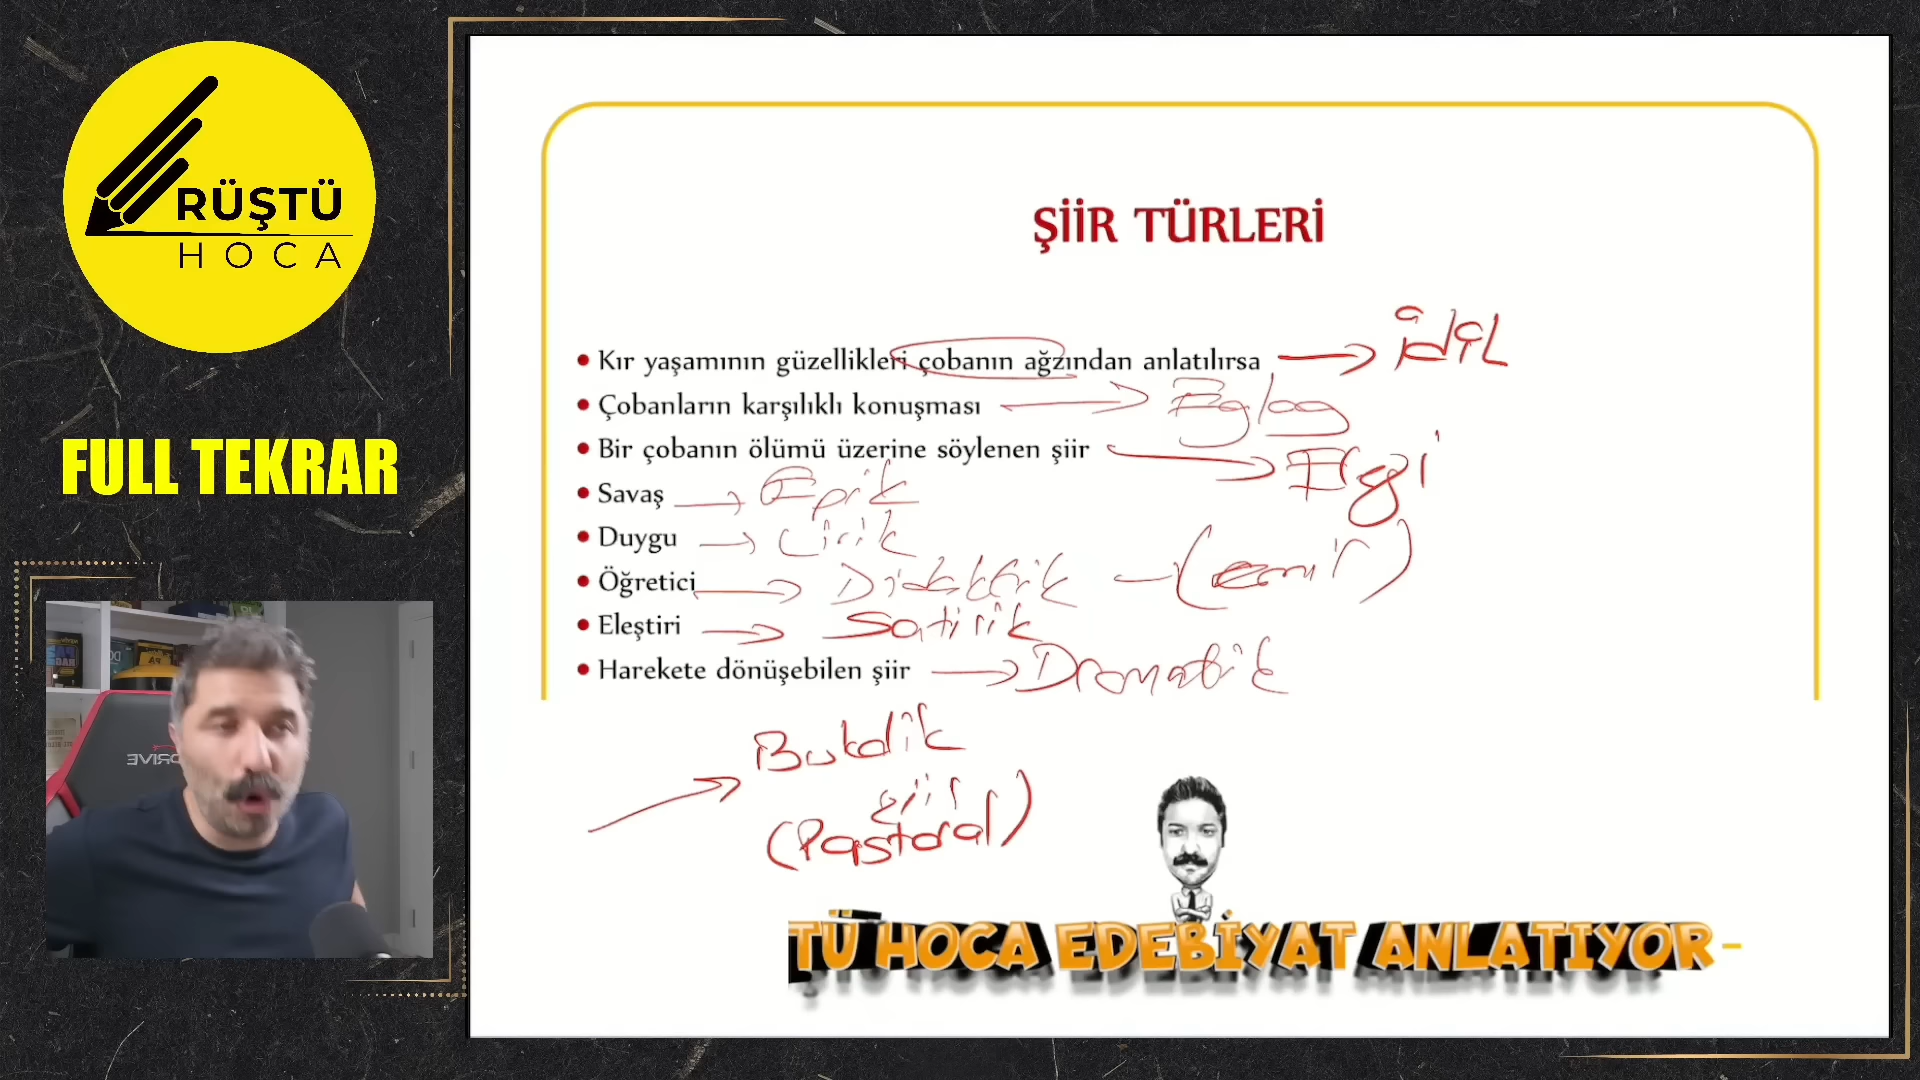 RÜŞTÜ
HOCA
FULL TEKRAR
ŞİİR TÜRLERİ
• Kır yaşamının güzellikleri çobanın ağzından anlatılırsa → İdil
• Çobanların karşılıklı konuşması → Eglog
• Bir çobanın ölümü üzerine söylenen şiir → Elegi
• Savaş → Epik
• Duygu → Lirik
• Öğretici → Didaktik — (emir)
• Eleştiri → Satirik
• Harekete dönüşebilen şiir → Dramatik
→ Bukolik
şiir
(Pastoral)
TÜ HOCA EDEBİYAT ANLATIYOR-